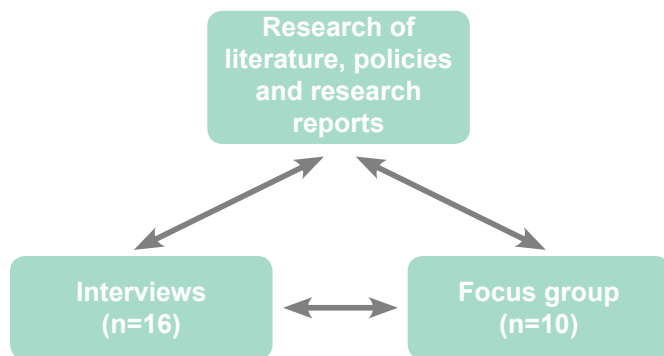 Research of
literature, policies
and research
reports
Interviews
(n=16)
Focus group
(n=10)